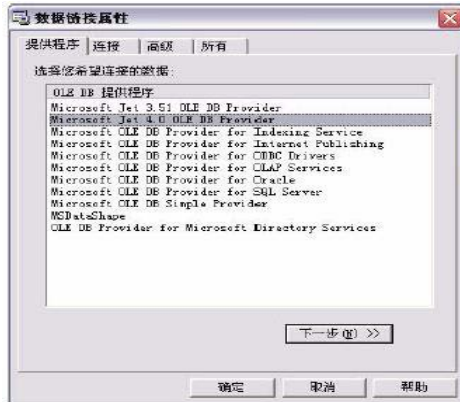 数据链接属性
提供程序 连接 高级 所有
选择您希望连接的数据:
OLE DB 提供程序
Microsoft Jet 3.51 OLE DB Provider
Microsoft Jet 4.0 OLE DB Provider
Microsoft OLE DB Provider for Indexing Service
Microsoft OLE DB Provider for Internet Publishing
Microsoft OLE DB Provider for ODBC Drivers
Microsoft OLE DB Provider for OLAP Services
Microsoft OLE DB Provider for Oracle
Microsoft OLE DB Provider for SQL Server
Microsoft OLE DB Simple Provider
MSDataShape
OLE DB Provider for Microsoft Directory Services
下一步(N) >>
确定 取消 帮助